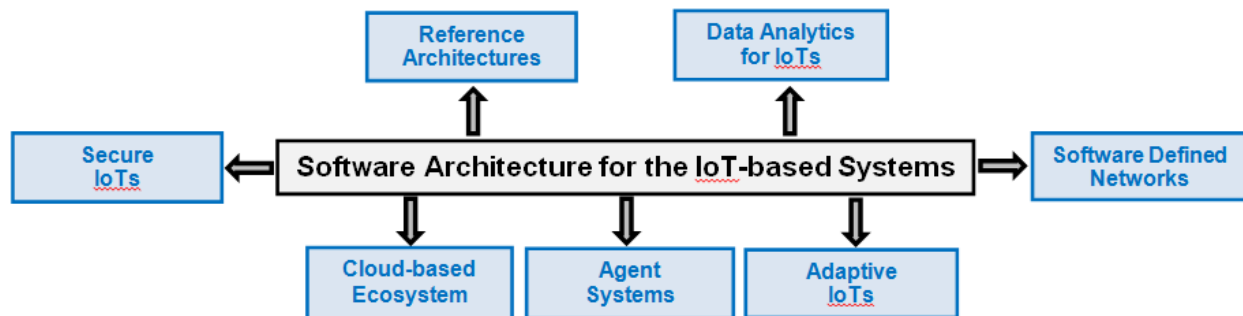 Reference
Architectures
Data Analytics
for IoTs
Secure
IoTs
Software Architecture for the IoT-based Systems
Software Defined
Networks
Cloud-based
Ecosystem
Agent
Systems
Adaptive
IoTs